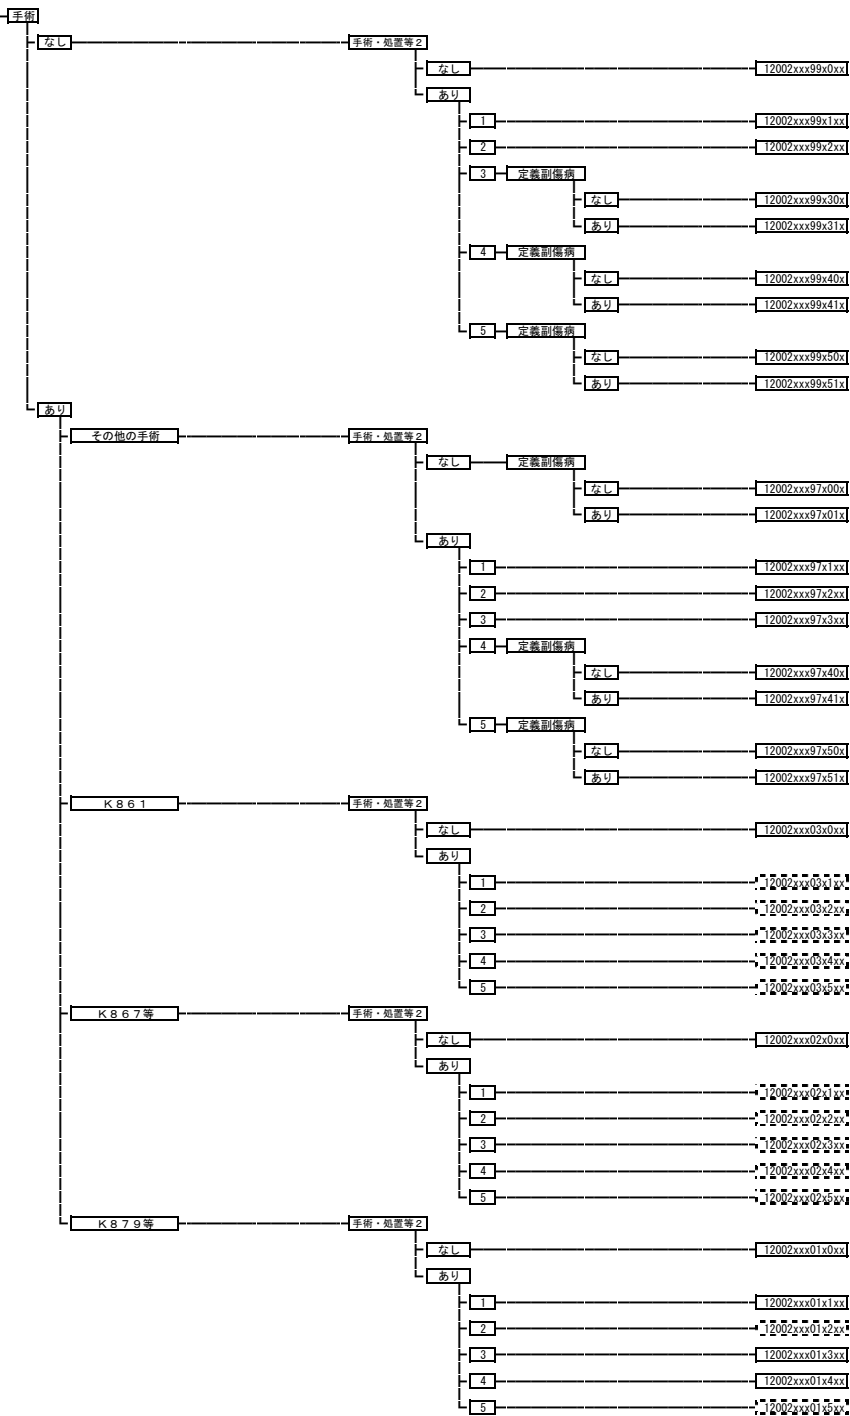 手術
なし 手術・処置等2
なし 12002xxx99x0xx
あり
1 12002xxx99x1xx
2 12002xxx99x2xx
3 定義副傷病
なし 12002xxx99x30x
あり 12002xxx99x31x
4 定義副傷病
なし 12002xxx99x40x
あり 12002xxx99x41x
5 定義副傷病
なし 12002xxx99x50x
あり 12002xxx99x51x
あり
その他の手術 手術・処置等2
なし 定義副傷病
なし 12002xxx97x00x
あり 12002xxx97x01x
あり
1 12002xxx97x1xx
2 12002xxx97x2xx
3 12002xxx97x3xx
4 定義副傷病
なし 12002xxx97x40x
あり 12002xxx97x41x
5 定義副傷病
なし 12002xxx97x50x
あり 12002xxx97x51x
K861 手術・処置等2
なし 12002xxx03x0xx
あり
1 12002xxx03x1xx
2 12002xxx03x2xx
3 12002xxx03x3xx
4 12002xxx03x4xx
5 12002xxx03x5xx
K867等 手術・処置等2
なし 12002xxx02x0xx
あり
1 12002xxx02x1xx
2 12002xxx02x2xx
3 12002xxx02x3xx
4 12002xxx02x4xx
5 12002xxx02x5xx
K879等 手術・処置等2
なし 12002xxx01x0xx
あり
1 12002xxx01x1xx
2 12002xxx01x2xx
3 12002xxx01x3xx
4 12002xxx01x4xx
5 12002xxx01x5xx